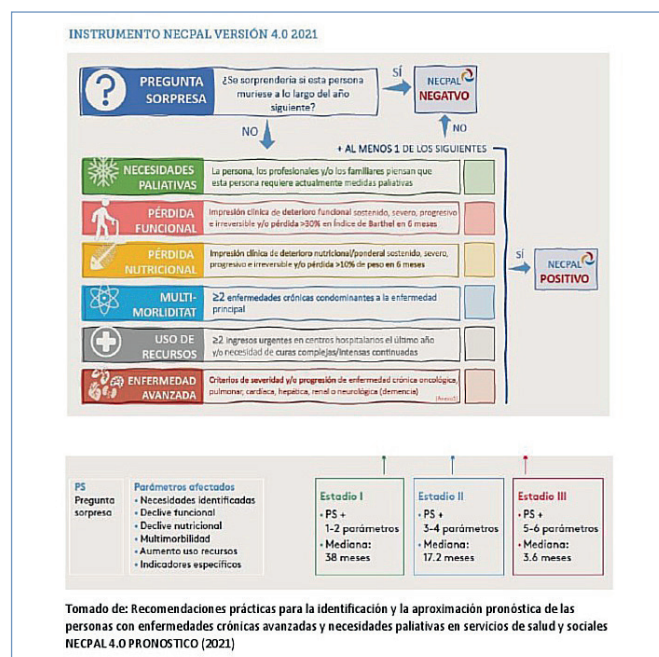 INSTRUMENTO NECPAL VERSIÓN 4.0 2021
PREGUNTA
SORPRESA
¿Se sorprendería si esta persona
muriese a lo largo del año
siguiente?
SÍ
NECPAL
NEGATVO
NO
NO
+ AL MENOS 1 DE LOS SIGUIENTES
NECESIDADES
PALIATIVAS
La persona, los profesionales y/o los familiares piensan que
esta persona requiere actualmente medidas paliativas
PÉRDIDA
FUNCIONAL
Impresión clínica de deterioro funcional sostenido, severo, progresivo
e irreversible y/o pérdida >30% en Índice de Barthel en 6 meses
PÉRDIDA
NUTRICIONAL
Impresión clínica de deterioro nutricional/ponderal sostenido, severo,
progresivo e irreversible y/o pérdida >10% de peso en 6 meses
SÍ
NECPAL
POSITIVO
MULTI-
MORLIDITAT
≥2 enfermedades crónicas condominantes a la enfermedad
principal
USO DE
RECURSOS
≥2 ingresos urgentes en centros hospitalarios el último año
y/o necesidad de curas complejas/intensas continuadas
ENFERMEDAD
AVANZADA
Criterios de severidad y/o progresión de enfermedad crónica oncológica,
pulmonar, cardíaca, hepática, renal o neurológica (demencia)
PS
Pregunta
sorpresa
Parámetros afectados
• Necesidades identificadas
• Declive funcional
• Declive nutricional
• Multimorbilidad
• Aumento uso recursos
• Indicadores específicos
Estadio I
• PS +
1-2 parámetros
• Mediana:
38 meses
Estadio II
• PS +
3-4 parámetros
• Mediana:
17.2 meses
Estadio III
• PS +
5-6 parámetros
• Mediana:
3.6 meses
Tomado de: Recomendaciones prácticas para la identificación y la aproximación pronóstica de las
personas con enfermedades crónicas avanzadas y necesidades paliativas en servicios de salud y sociales
NECPAL 4.0 PRONOSTICO (2021)